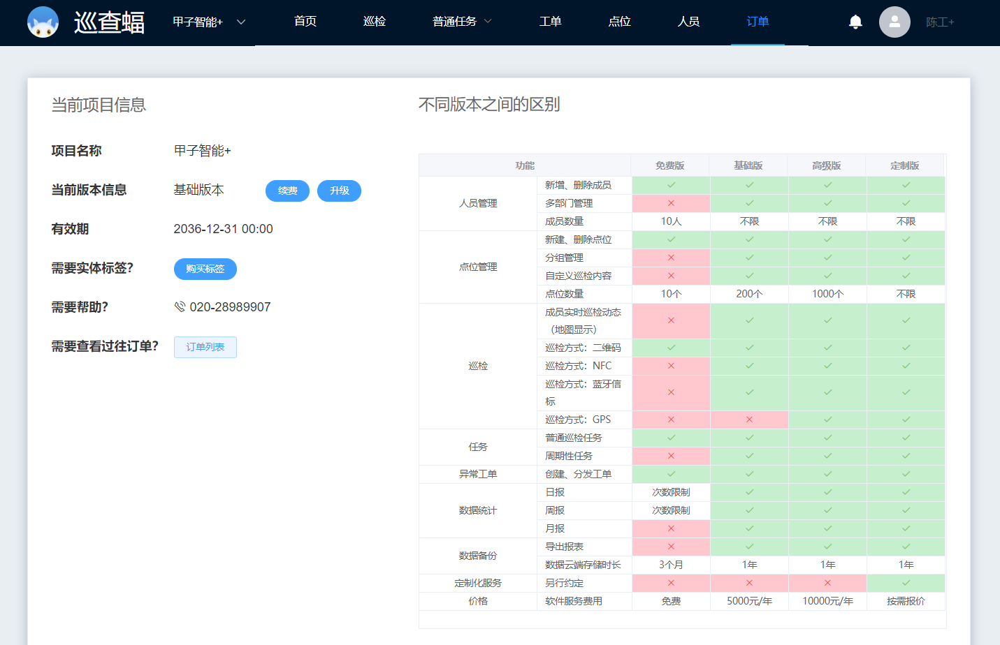 巡查蝠
甲子智能+
首页
巡检
普通任务
工单
点位
人员
订单
陈工+
当前项目信息
项目名称
甲子智能+
当前版本信息
基础版本
续费
升级
有效期
2036-12-31 00:00
需要实体标签?
购买标签
需要帮助?
020-28989907
需要查看过往订单?
订单列表
不同版本之间的区别
功能 免费版 基础版 高级版 定制版
人员管理
新增、删除成员 ✓ ✓ ✓ ✓
多部门管理 × ✓ ✓ ✓
成员数量 10人 不限 不限 不限
点位管理
新建、删除点位 ✓ ✓ ✓ ✓
分组管理 × ✓ ✓ ✓
自定义巡检内容 × ✓ ✓ ✓
点位数量 10个 200个 1000个 不限
巡检
成员实时巡检动态
（地图显示） × ✓ ✓ ✓
巡检方式：二维码 ✓ ✓ ✓ ✓
巡检方式：NFC × ✓ ✓ ✓
巡检方式：蓝牙信
标 × ✓ ✓ ✓
巡检方式：GPS × × ✓ ✓
任务
普通巡检任务 ✓ ✓ ✓ ✓
周期性任务 × ✓ ✓ ✓
异常工单 创建、分发工单 ✓ ✓ ✓ ✓
数据统计
日报 次数限制 ✓ ✓ ✓
周报 次数限制 ✓ ✓ ✓
月报 × ✓ ✓ ✓
数据备份
导出报表 × ✓ ✓ ✓
数据云端存储时长 3个月 1年 1年 1年
定制化服务 另行约定 × × × ✓
价格 软件服务费用 免费 5000元/年 10000元/年 按需报价